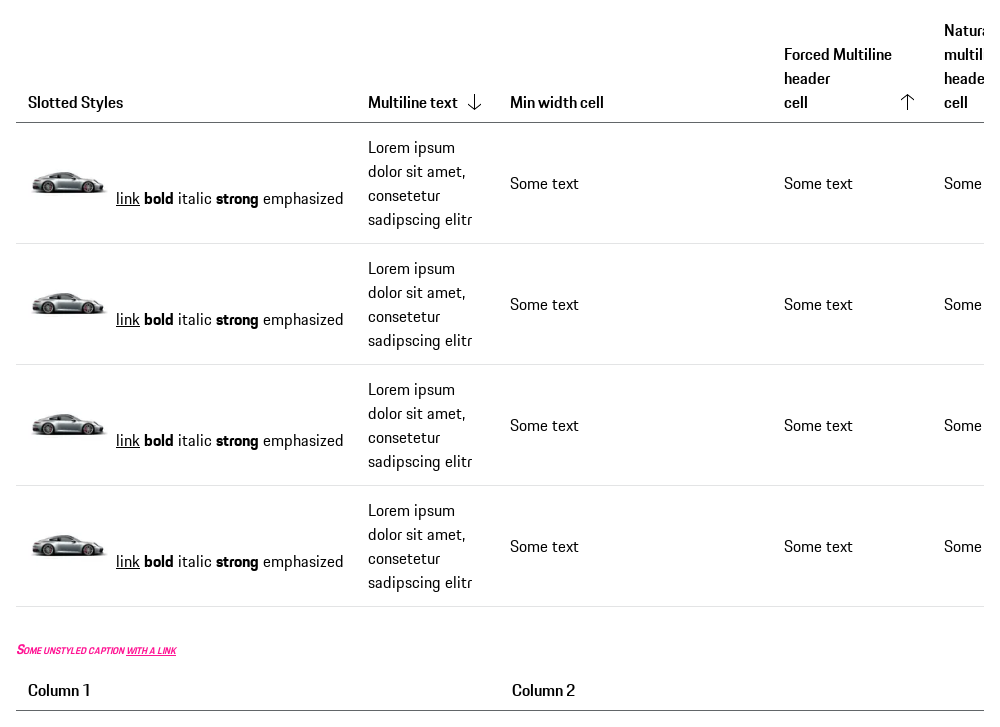 Slotted Styles
Multiline text
Min width cell
Forced Multiline
header
cell
multil
heade
cell
link bold italic strong emphasized
Lorem ipsum
dolor sit amet,
consetetur
sadipscing elitr
Some text
Some text
Some
link bold italic strong emphasized
Lorem ipsum
dolor sit amet,
consetetur
sadipscing elitr
Some text
Some text
Some
link bold italic strong emphasized
Lorem ipsum
dolor sit amet,
consetetur
sadipscing elitr
Some text
Some text
Some
link bold italic strong emphasized
Lorem ipsum
dolor sit amet,
consetetur
sadipscing elitr
Some text
Some text
Some
Some unstyled caption with a link
Column 1
Column 2